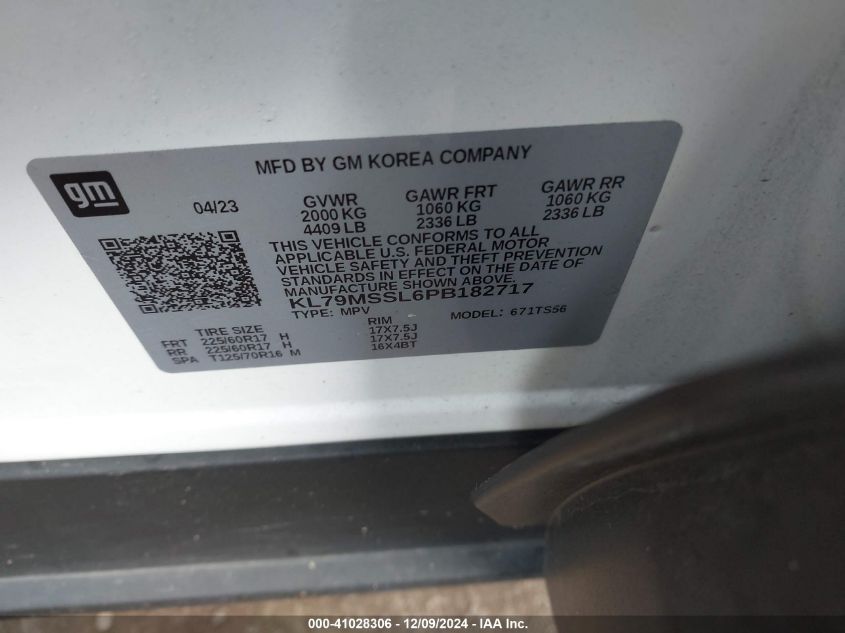 MFD BY GM KOREA COMPANY
gm
04/23
GVWR
2000 KG
4409 LB
GAWR FRT
1060 KG
2336 LB
GAWR RR
1060 KG
2336 LB
THIS VEHICLE CONFORMS TO ALL
APPLICABLE U.S. FEDERAL MOTOR
VEHICLE SAFETY AND THEFT PREVENTION
STANDARDS IN EFFECT ON THE DATE OF
MANUFACTURE SHOWN ABOVE.
KL79MSSL6PB182717
TYPE: MPV
MODEL: 671TS56
TIRE SIZE RIM
FRT 225/60R17 H 17X7.5J
RR 225/60R17 H 17X7.5J
SPA T125/70R16 M 16X4BT
000-41028306 - 12/09/2024 - IAA Inc.